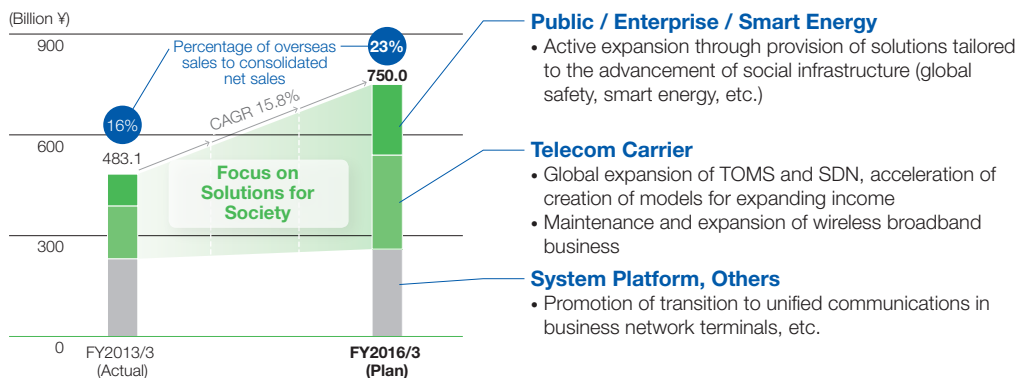 (Billion ¥)
900
600
300
0
Percentage of overseas
sales to consolidated
net sales
16%
483.1
CAGR 15.8%
23%
750.0
Focus on
Solutions for
Society
FY2013/3
(Actual)
FY2016/3
(Plan)
Public / Enterprise / Smart Energy
• Active expansion through provision of solutions tailored
to the advancement of social infrastructure (global
safety, smart energy, etc.)
Telecom Carrier
• Global expansion of TOMS and SDN, acceleration of
creation of models for expanding income
• Maintenance and expansion of wireless broadband
business
System Platform, Others
• Promotion of transition to unified communications in
business network terminals, etc.